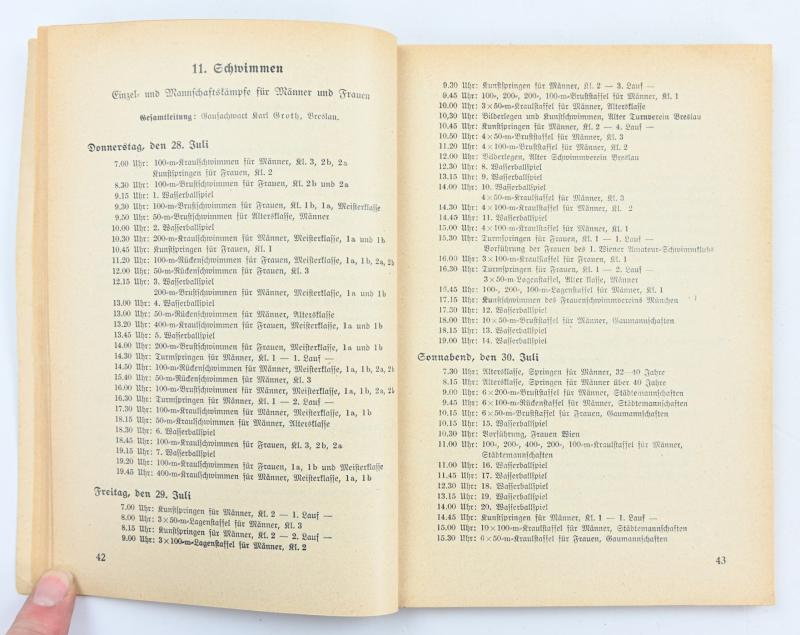 11. Schwimmen
Einzel- und Mannschaftskämpfe für Männer und Frauen
Gesamtleitung: Gaufachwart Karl Groth, Breslau.
Donnerstag, den 28. Juli
7.00 Uhr: 100-m-Kraulschwimmen für Männer, Kl. 3, 2b, 2a
Kunstspringen für Frauen, Kl. 2
8.30 Uhr: 100-m-Brustschwimmen für Frauen, Kl. 2b und 2a
9.15 Uhr: 1. Wasserballspiel
9.30 Uhr: 100-m-Brustschwimmen für Frauen, Kl. 1b, 1a, Meisterklasse
9.50 Uhr: 50-m-Brustschwimmen für Altersklasse, Männer
10.00 Uhr: 2. Wasserballspiel
10.30 Uhr: 200-m-Kraulschwimmen für Männer, Meisterklasse, 1a und 1b
10.45 Uhr: Kunstspringen für Frauen, Kl. 1
11.20 Uhr: 100-m-Rückenschwimmen für Frauen, Meisterklasse, 1a, 1b, 2a, 2b
12.00 Uhr: 50-m-Rückenschwimmen für Frauen, Kl. 3
12.15 Uhr: 3. Wasserballspiel
200-m-Brustschwimmen für Männer, Meisterklasse, 1a und 1b
13.00 Uhr: 4. Wasserballspiel
13.00 Uhr: 50-m-Rückenschwimmen für Männer, Altersklasse
13.20 Uhr: 400-m-Kraulschwimmen für Frauen, Meisterklasse, 1a und 1b
13.45 Uhr: 5. Wasserballspiel
14.00 Uhr: 200-m-Brustschwimmen für Frauen, Meisterklasse, 1a und 1b
14.30 Uhr: Turmspringen für Männer, Kl. 1 — 1. Lauf —
14.50 Uhr: 100-m-Rückenschwimmen für Männer, Meisterklasse, 1a, 1b, 2a, 2b
15.40 Uhr: 50-m-Rückenschwimmen für Männer, Kl. 3
16.00 Uhr: 100-m-Brustschwimmen für Männer, Meisterklasse, 1a, 1b, 2a, 2b
16.30 Uhr: Turmspringen für Männer, Kl. 1 — 2. Lauf —
17.30 Uhr: 100-m-Kraulschwimmen für Männer, Meisterklasse, 1a, 1b
18.15 Uhr: 50-m-Kraulschwimmen für Männer, Altersklasse
18.30 Uhr: 6. Wasserballspiel
18.45 Uhr: 100-m-Kraulschwimmen für Frauen, Kl. 3, 2b, 2a
19.15 Uhr: 7. Wasserballspiel
19.20 Uhr: 100-m-Kraulschwimmen für Frauen, 1a, 1b und Meisterklasse
19.45 Uhr: 400-m-Kraulschwimmen für Männer, Meisterklasse, 1a, 1b
Freitag, den 29. Juli
7.00 Uhr: Kunstspringen für Männer, Kl. 2 — 1. Lauf —
8.00 Uhr: 3×50-m-Lagenstaffel für Männer, Kl. 3
8.15 Uhr: Kunstspringen für Männer, Kl. 2 — 2. Lauf —
9.00 Uhr: 3×100-m-Lagenstaffel für Männer, Kl. 2
42
9.30 Uhr: Kunstspringen für Männer, Kl. 2 — 3. Lauf —
9.45 Uhr: 100-, 200-, 200-, 100-m-Bruststaffel für Männer, Kl. 1
10.00 Uhr: 3×50-m-Kraulstaffel für Männer, Altersklasse
10.30 Uhr: Bilderlegen und Kunstschwimmen, Alter Turnverein Breslau
10.45 Uhr: Kunstspringen für Männer, Kl. 2 — 4. Lauf —
10.50 Uhr: 4×50-m-Bruststaffel für Männer, Kl. 3
11.20 Uhr: 4×100-m-Bruststaffel für Männer, Kl. 2
12.00 Uhr: Bilderlegen, Alter Schwimmverein Breslau
12.30 Uhr: 8. Wasserballspiel
13.15 Uhr: 9. Wasserballspiel
14.00 Uhr: 10. Wasserballspiel
4×50-m-Kraulstaffel für Männer, Kl. 3
14.30 Uhr: 4×100-m-Kraulstaffel für Männer, Kl. 2
14.45 Uhr: 11. Wasserballspiel
15.00 Uhr: 4×100-m-Kraulstaffel für Männer, Kl. 1
15.30 Uhr: Turmspringen für Frauen, Kl. 1 — 1. Lauf —
Vorführung der Frauen des 1. Wiener Amateur-Schwimmklubs
16.00 Uhr: 3×100-m-Kraulstaffel für Frauen, Kl. 1
16.30 Uhr: Turmspringen für Frauen, Kl. 1 — 2. Lauf —
3×50-m-Lagenstaffel, Alter klasse, Männer
16.45 Uhr: 100-, 200-, 100-m-Lagenstaffel für Männer, Kl. 1
17.15 Uhr: Kunstschwimmen des Frauenschwimmvereins München
17.30 Uhr: 12. Wasserballspiel
18.00 Uhr: 10×50-m-Bruststaffel für Männer, Gaumannschaften
18.15 Uhr: 13. Wasserballspiel
19.00 Uhr: 14. Wasserballspiel
Sonnabend, den 30. Juli
7.30 Uhr: Altersklasse, Springen für Männer, 32—40 Jahre
8.15 Uhr: Altersklasse, Springen für Männer über 40 Jahre
9.00 Uhr: 6×200-m-Bruststaffel für Männer, Städtemannschaften
9.45 Uhr: 6×100-m-Rückenstaffel für Männer, Städtemannschaften
10.15 Uhr: 6×50-m-Bruststaffel für Frauen, Gaumannschaften
10.15 Uhr: 15. Wasserballspiel
10.30 Uhr: Vorführung, Frauen Wien
11.00 Uhr: 100-, 200-, 400-, 200-, 100-m-Kraulstaffel für Männer,
Städtemannschaften
11.00 Uhr: 16. Wasserballspiel
11.45 Uhr: 17. Wasserballspiel
12.30 Uhr: 18. Wasserballspiel
13.15 Uhr: 19. Wasserballspiel
14.00 Uhr: 20. Wasserballspiel
14.45 Uhr: Kunstspringen für Männer, Kl. 1 — 1. Lauf —
15.00 Uhr: 10×100-m-Kraulstaffel für Männer, Städtemannschaften
15.30 Uhr: 6×50-m-Kraulstaffel für Frauen, Gaumannschaften
43